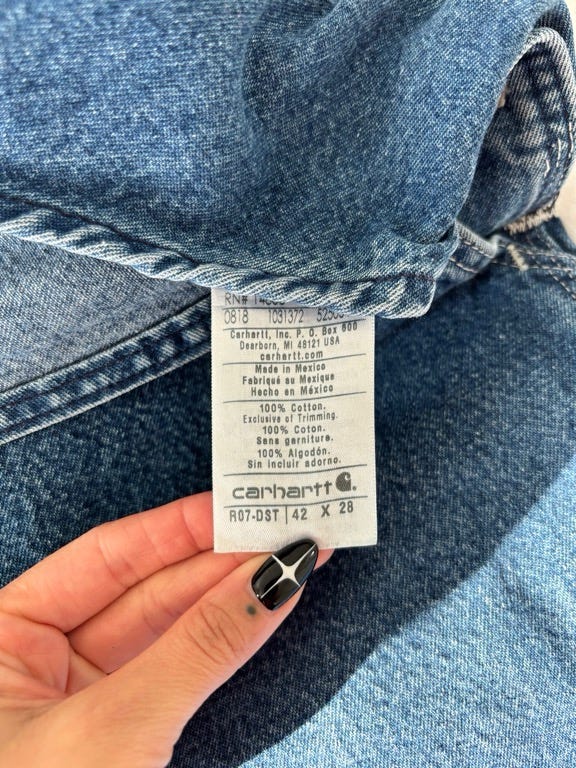 RN#
0818 1031372
Carhartt, Inc. P. O. Box 600
Dearborn, MI 48121 USA
carhartt.com
Made in Mexico
Fabriqué au Mexique
Hecho en México
100% Cotton.
Exclusive of Trimming.
100% Coton.
Sans garniture.
100% Algodón.
Sin incluir adorno.
carhartt
R07-DST 42 X 28